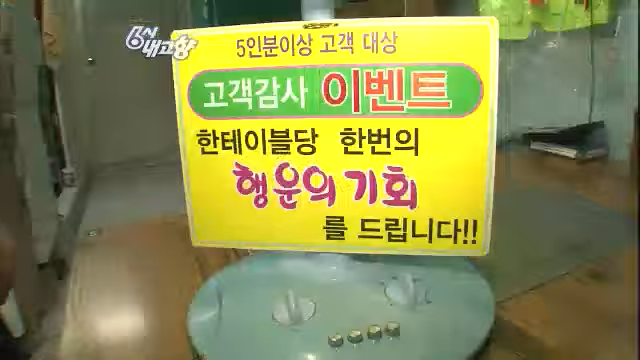 6시
내고향
5인분이상 고객 대상
고객감사 이벤트
한테이블당 한번의
행운의 기회
를 드립니다!!